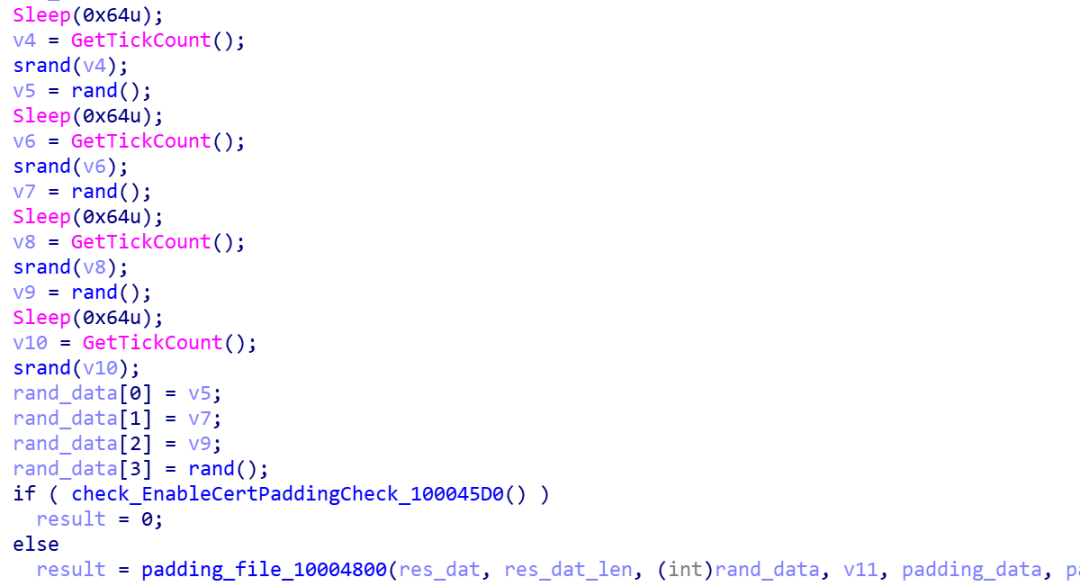 Sleep(0x64u);
v4 = GetTickCount();
srand(v4);
v5 = rand();
Sleep(0x64u);
v6 = GetTickCount();
srand(v6);
v7 = rand();
Sleep(0x64u);
v8 = GetTickCount();
srand(v8);
v9 = rand();
Sleep(0x64u);
v10 = GetTickCount();
srand(v10);
rand_data[0] = v5;
rand_data[1] = v7;
rand_data[2] = v9;
rand_data[3] = rand();
if ( check_EnableCertPaddingCheck_100045D0() )
  result = 0;
else
  result = padding_file_10004800(res_dat, res_dat_len, (int)rand_data, v11, padding_data,